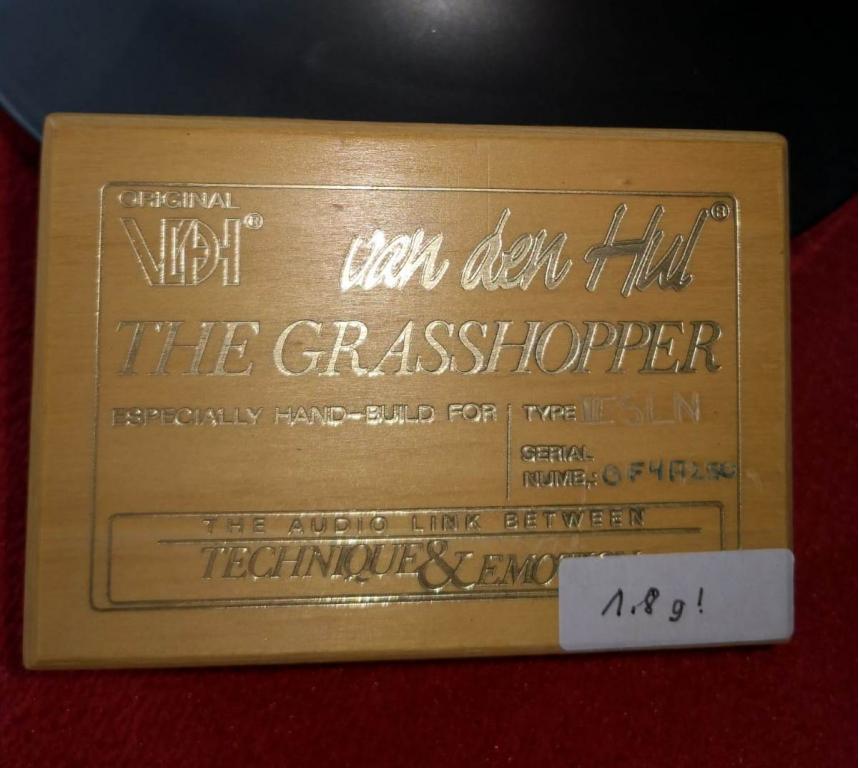 ORIGINAL
VDH®
van den Hul®
THE GRASSHOPPER
ESPECIALLY HAND-BUILD FOR
TYPE IIISLN
SERIAL
NUMB.:
THE AUDIO LINK BETWEEN
TECHNIQUE &
1.8g!